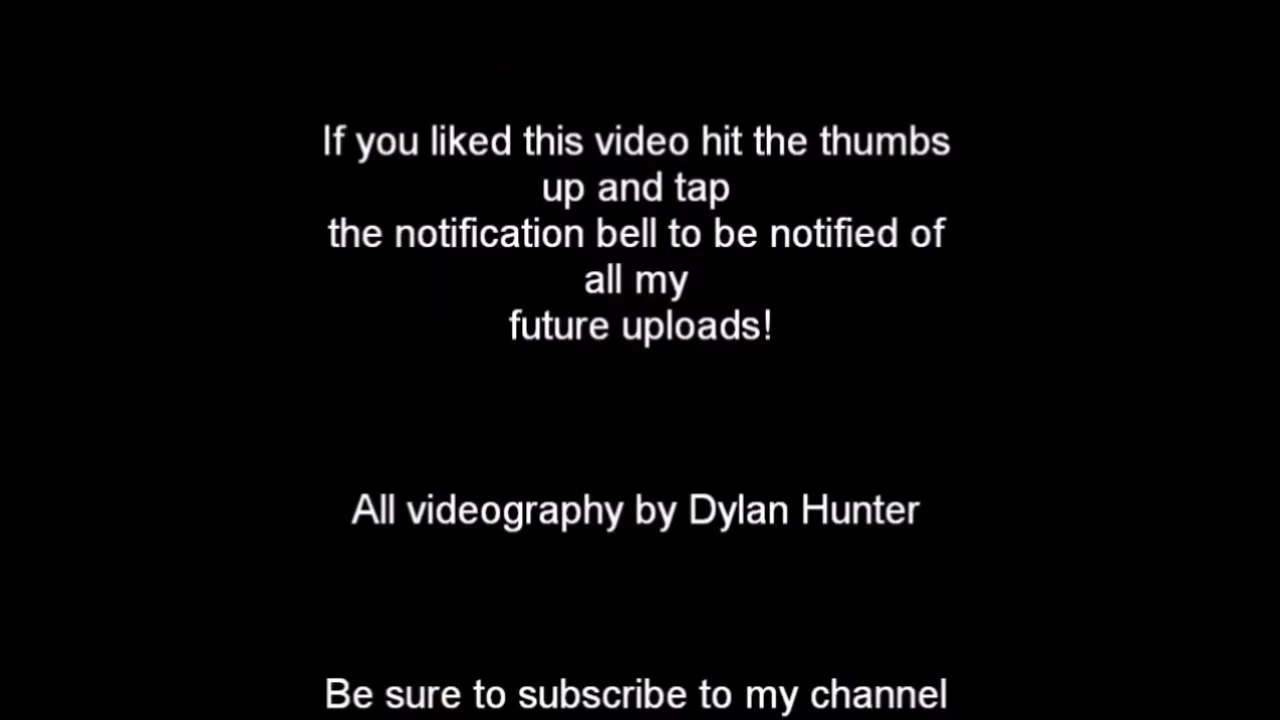 If you liked this video hit the thumbs
up and tap
the notification bell to be notified of
all my
future uploads!
All videography by Dylan Hunter
Be sure to subscribe to my channel